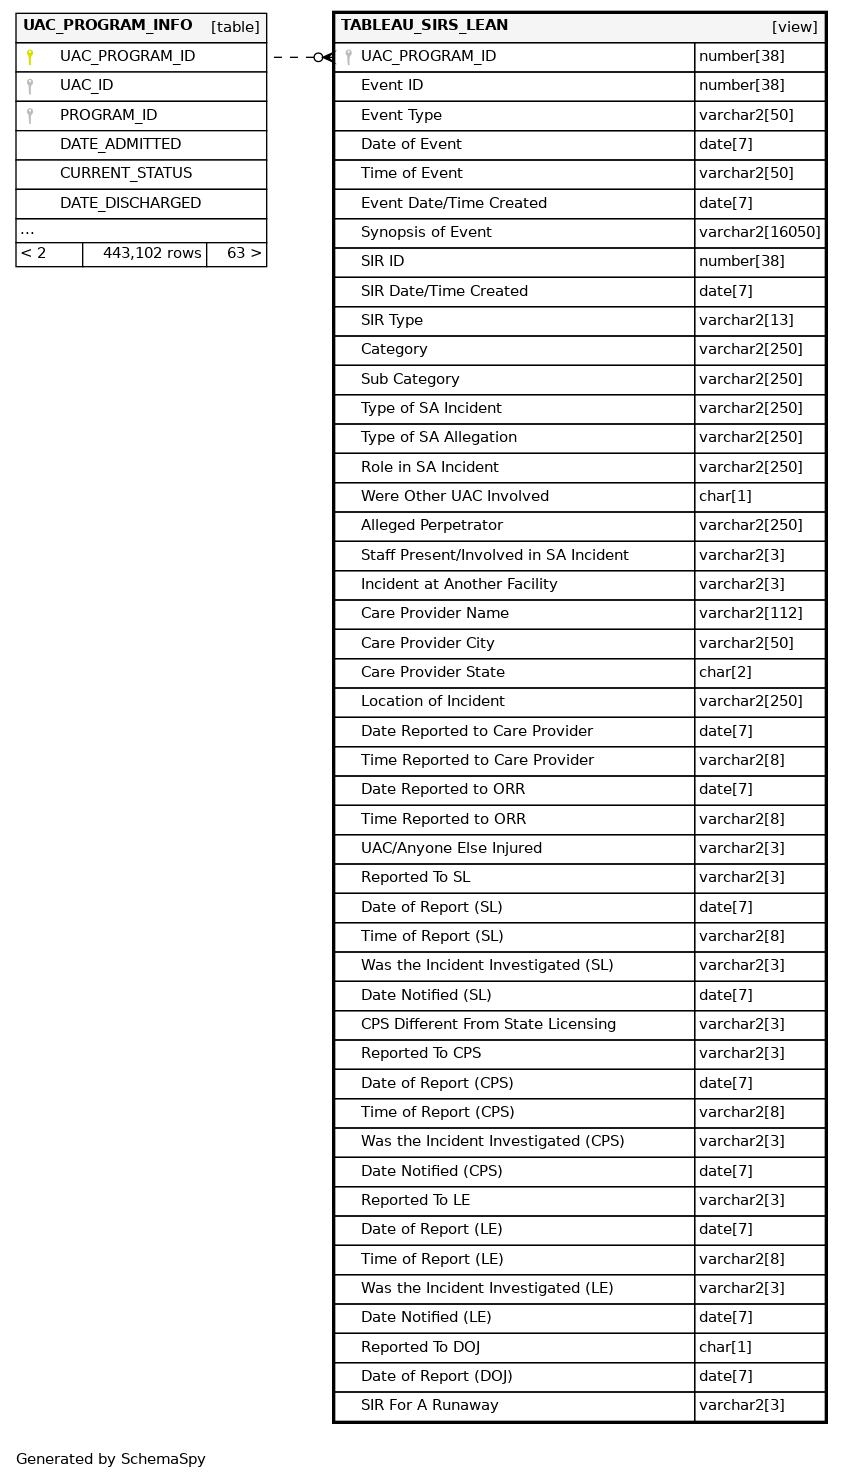 UAC_PROGRAM_INFO [table]
UAC_PROGRAM_ID
UAC_ID
PROGRAM_ID
DATE_ADMITTED
CURRENT_STATUS
DATE_DISCHARGED
...
< 2 443,102 rows 63 >
TABLEAU_SIRS_LEAN [view]
UAC_PROGRAM_ID number[38]
Event ID number[38]
Event Type varchar2[50]
Date of Event date[7]
Time of Event varchar2[50]
Event Date/Time Created date[7]
Synopsis of Event varchar2[16050]
SIR ID number[38]
SIR Date/Time Created date[7]
SIR Type varchar2[13]
Category varchar2[250]
Sub Category varchar2[250]
Type of SA Incident varchar2[250]
Type of SA Allegation varchar2[250]
Role in SA Incident varchar2[250]
Were Other UAC Involved char[1]
Alleged Perpetrator varchar2[250]
Staff Present/Involved in SA Incident varchar2[3]
Incident at Another Facility varchar2[3]
Care Provider Name varchar2[112]
Care Provider City varchar2[50]
Care Provider State char[2]
Location of Incident varchar2[250]
Date Reported to Care Provider date[7]
Time Reported to Care Provider varchar2[8]
Date Reported to ORR date[7]
Time Reported to ORR varchar2[8]
UAC/Anyone Else Injured varchar2[3]
Reported To SL varchar2[3]
Date of Report (SL) date[7]
Time of Report (SL) varchar2[8]
Was the Incident Investigated (SL) varchar2[3]
Date Notified (SL) date[7]
CPS Different From State Licensing varchar2[3]
Reported To CPS varchar2[3]
Date of Report (CPS) date[7]
Time of Report (CPS) varchar2[8]
Was the Incident Investigated (CPS) varchar2[3]
Date Notified (CPS) date[7]
Reported To LE varchar2[3]
Date of Report (LE) date[7]
Time of Report (LE) varchar2[8]
Was the Incident Investigated (LE) varchar2[3]
Date Notified (LE) date[7]
Reported To DOJ char[1]
Date of Report (DOJ) date[7]
SIR For A Runaway varchar2[3]
Generated by SchemaSpy